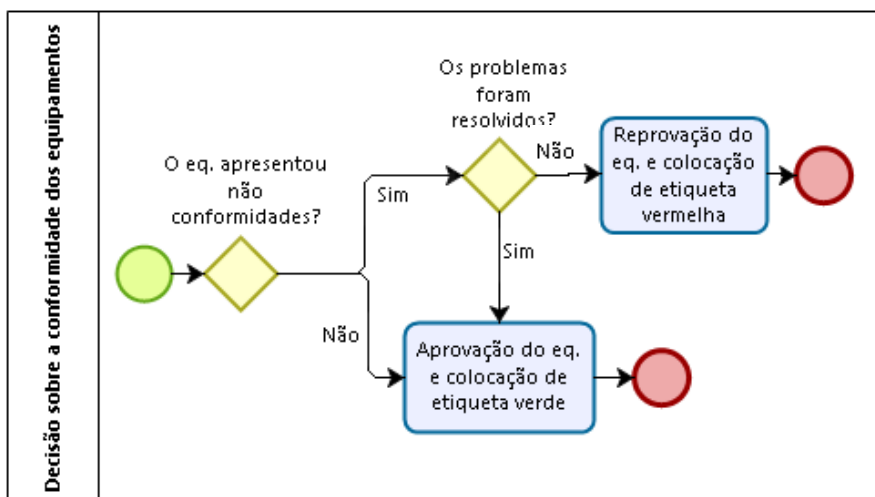 Decisão sobre a conformidade dos equipamentos
O eq. apresentou
não
conformidades?
Sim
Não
Os problemas
foram
resolvidos?
Não
Sim
Reprovação do
eq. e colocação
de etiqueta
vermelha
Aprovação do eq.
e colocação de
etiqueta verde